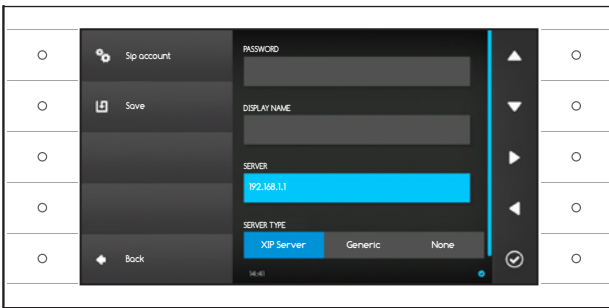 Sip account
Save
Back
PASSWORD
DISPLAY NAME
SERVER
192.168.1.1
SERVER TYPE
XIP Server Generic None
14:41